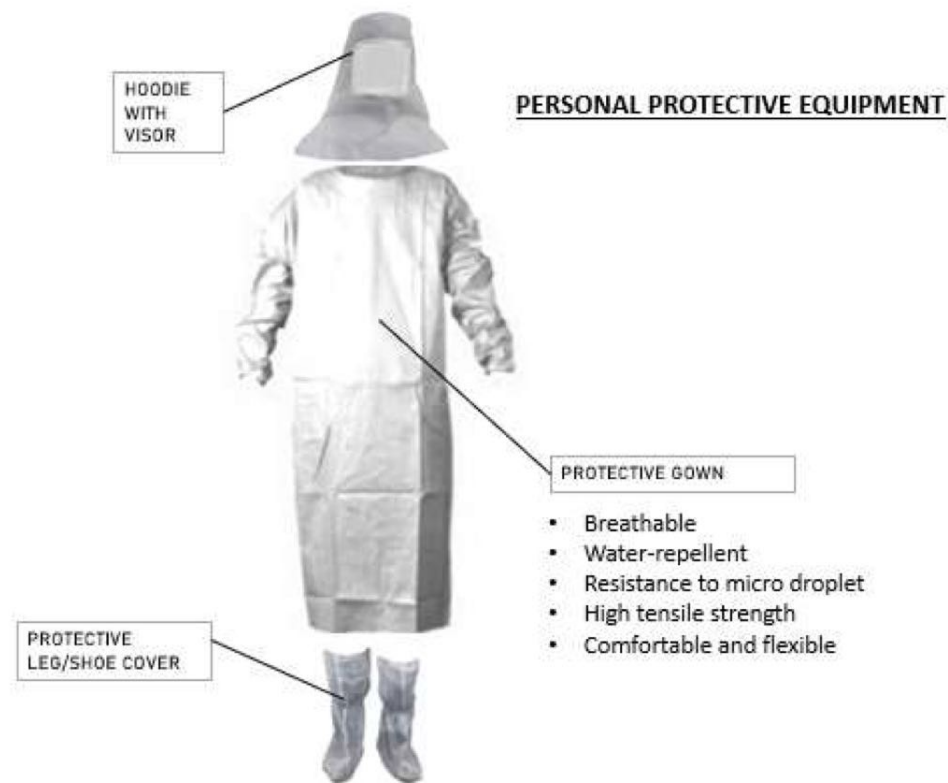 HOODIE
WITH
VISOR
PERSONAL PROTECTIVE EQUIPMENT
PROTECTIVE GOWN
• Breathable
• Water-repellent
• Resistance to micro droplet
• High tensile strength
• Comfortable and flexible
PROTECTIVE
LEG/SHOE COVER